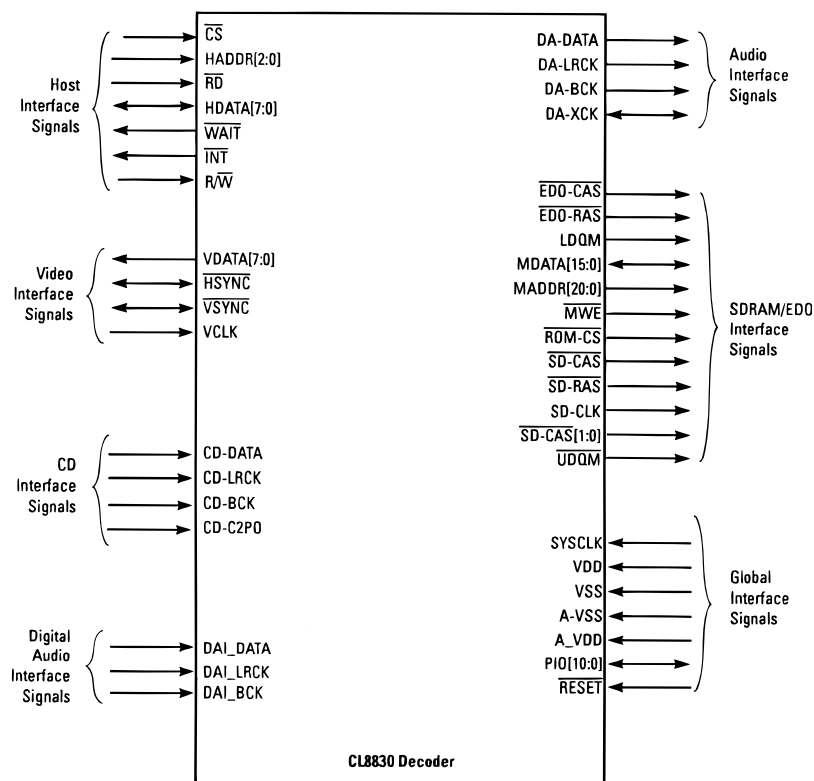 Host
Interface
Signals
CS
HADDR[2:0]
RD
HDATA[7:0]
WAIT
INT
R/W
Video
Interface
Signals
VDATA[7:0]
HSYNC
VSYNC
VCLK
CD
Interface
Signals
CD-DATA
CD-LRCK
CD-BCK
CD-C2PO
Digital
Audio
Interface
Signals
DAI_DATA
DAI_LRCK
DAI_BCK
DA-DATA
DA-LRCK
DA-BCK
DA-XCK
Audio
Interface
Signals
EDO-CAS
EDO-RAS
LDQM
MDATA[15:0]
MADDR[20:0]
MWE
ROM-CS
SD-CAS
SD-RAS
SD-CLK
SD-CAS[1:0]
UDQM
SDRAM/EDO
Interface
Signals
SYSCLK
VDD
VSS
A-VSS
A_VDD
PIO[10:0]
RESET
Global
Interface
Signals
CL8830 Decoder